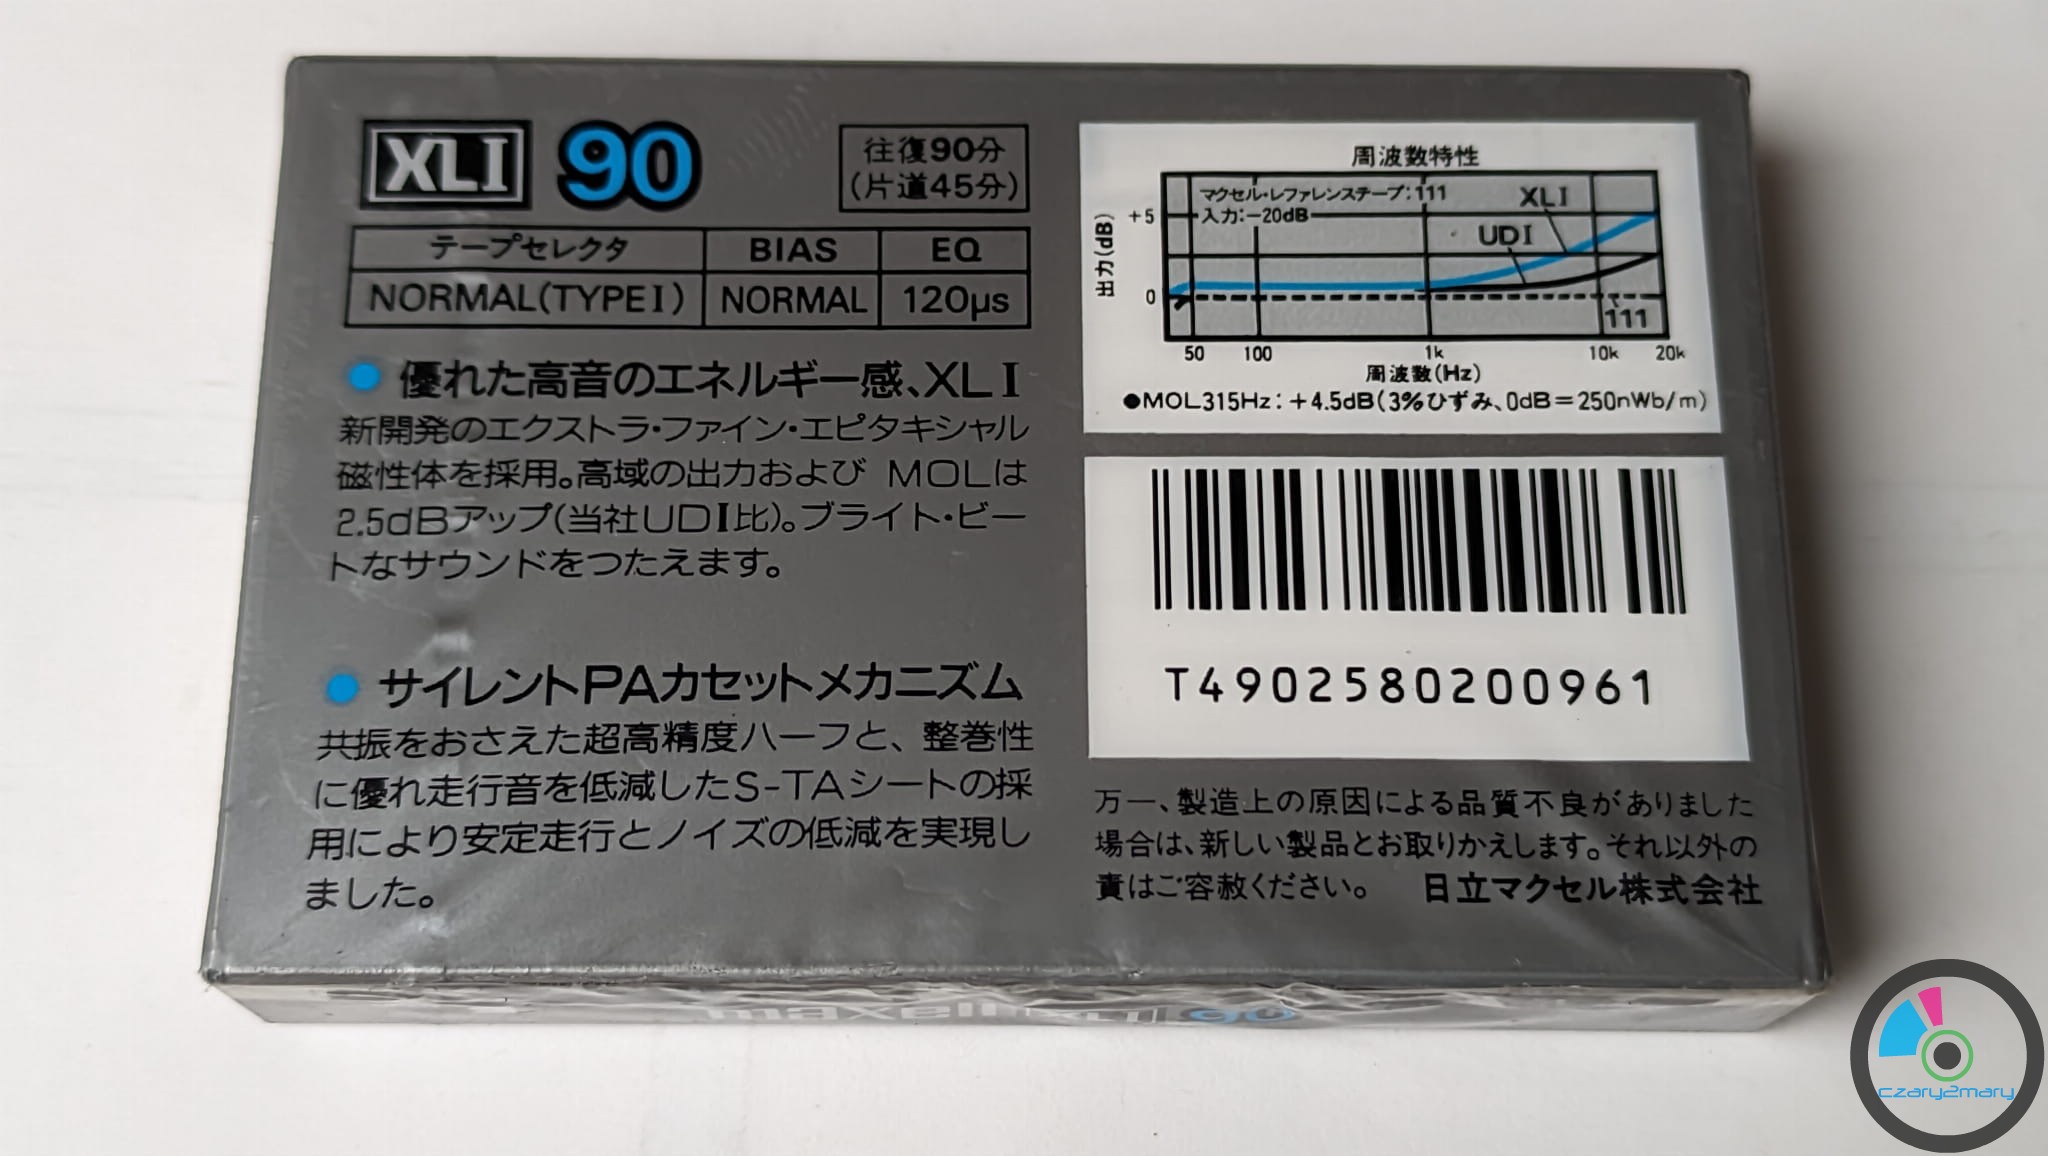 XLI 90
往復90分
(片道45分)
テープセレクタ BIAS EQ
NORMAL(TYPEI) NORMAL 120μs
●優れた高音のエネルギー感、XLI
新開発のエクストラ・ファイン・エピタキシャル
磁性体を採用。高域の出力および MOLは
2.5dBアップ(当社UDI比)。ブライト・ビー
トなサウンドをつたえます。
●サイレントPAカセットメカニズム
共振をおさえた超高精度ハーフと、整巻性
に優れ走行音を低減したS-TAシートの採
用により安定走行とノイズの低減を実現し
ました。
周波数特性
マクセル・レファレンステープ:111
入力:-20dB
XLI
UDI
111
出力(dB)
+5
0
50 100 1k 10k 20k
周波数(Hz)
●MOL315Hz:+4.5dB(3%ひずみ、0dB=250nWb/m)
T4902580200961
万一、製造上の原因による品質不良がありました
場合は、新しい製品とお取りかえします。それ以外の
責はご容赦ください。 日立マクセル株式会社
maxell XLI 90
czary2mary